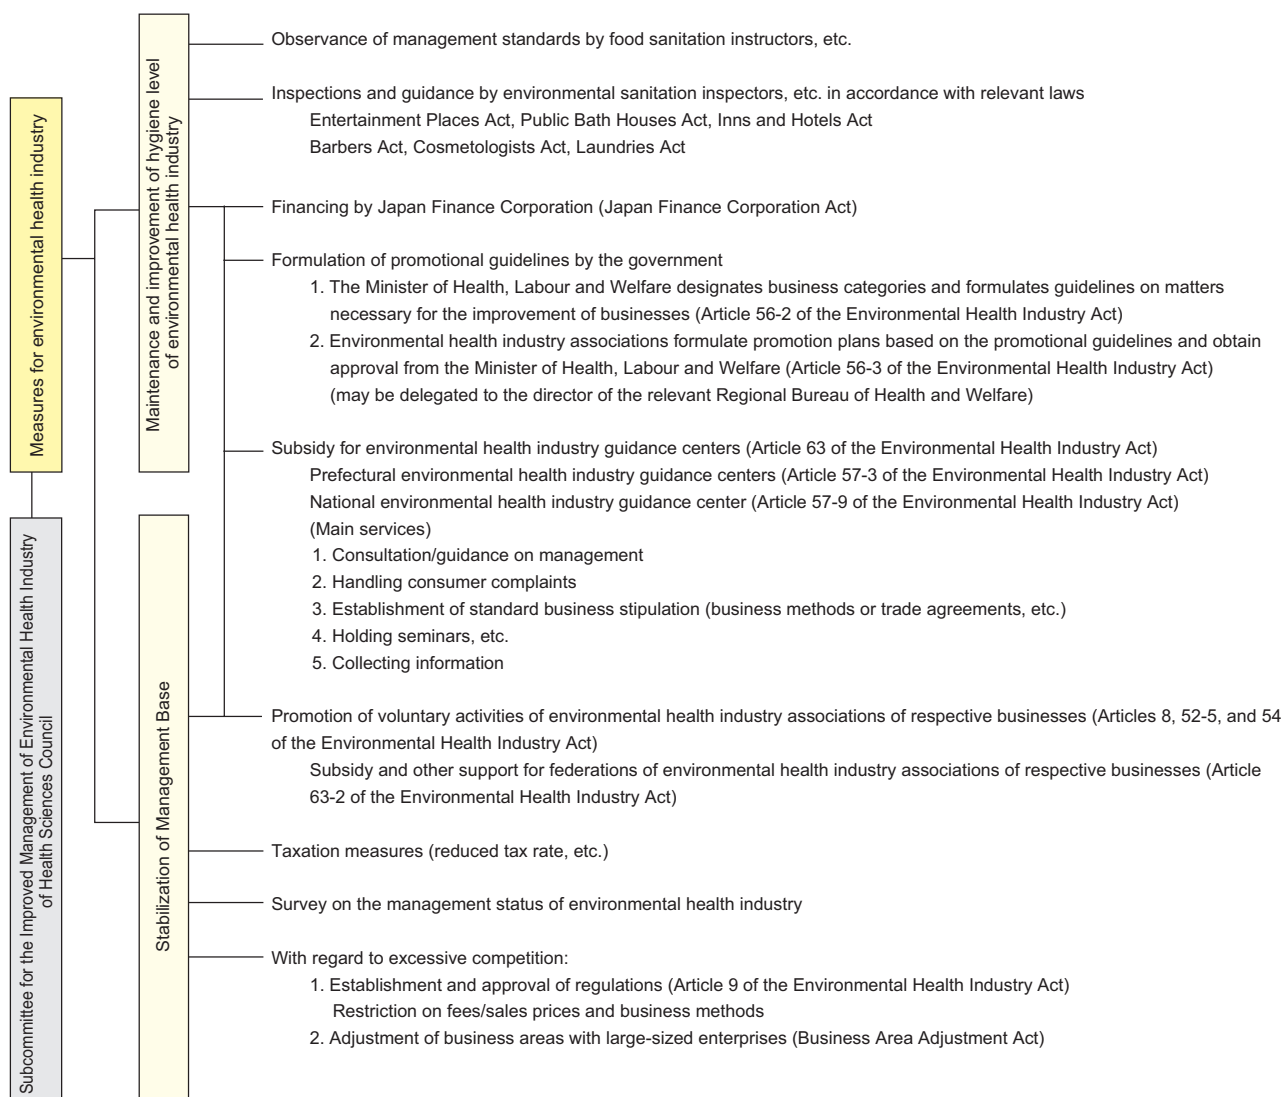 Measures for environmental health industry
Subcommittee for the Improved Management of Environmental Health Industry
of Health Sciences Council
Maintenance and improvement of hygiene level
of environmental health industry
Stabilization of Management Base
Observance of management standards by food sanitation instructors, etc.
Inspections and guidance by environmental sanitation inspectors, etc. in accordance with relevant laws
Entertainment Places Act, Public Bath Houses Act, Inns and Hotels Act
Barbers Act, Cosmetologists Act, Laundries Act
Financing by Japan Finance Corporation (Japan Finance Corporation Act)
Formulation of promotional guidelines by the government
1. The Minister of Health, Labour and Welfare designates business categories and formulates guidelines on matters
necessary for the improvement of businesses (Article 56-2 of the Environmental Health Industry Act)
2. Environmental health industry associations formulate promotion plans based on the promotional guidelines and obtain
approval from the Minister of Health, Labour and Welfare (Article 56-3 of the Environmental Health Industry Act)
(may be delegated to the director of the relevant Regional Bureau of Health and Welfare)
Subsidy for environmental health industry guidance centers (Article 63 of the Environmental Health Industry Act)
Prefectural environmental health industry guidance centers (Article 57-3 of the Environmental Health Industry Act)
National environmental health industry guidance center (Article 57-9 of the Environmental Health Industry Act)
(Main services)
1. Consultation/guidance on management
2. Handling consumer complaints
3. Establishment of standard business stipulation (business methods or trade agreements, etc.)
4. Holding seminars, etc.
5. Collecting information
Promotion of voluntary activities of environmental health industry associations of respective businesses (Articles 8, 52-5, and 54
of the Environmental Health Industry Act)
Subsidy and other support for federations of environmental health industry associations of respective businesses (Article
63-2 of the Environmental Health Industry Act)
Taxation measures (reduced tax rate, etc.)
Survey on the management status of environmental health industry
With regard to excessive competition:
1. Establishment and approval of regulations (Article 9 of the Environmental Health Industry Act)
Restriction on fees/sales prices and business methods
2. Adjustment of business areas with large-sized enterprises (Business Area Adjustment Act)